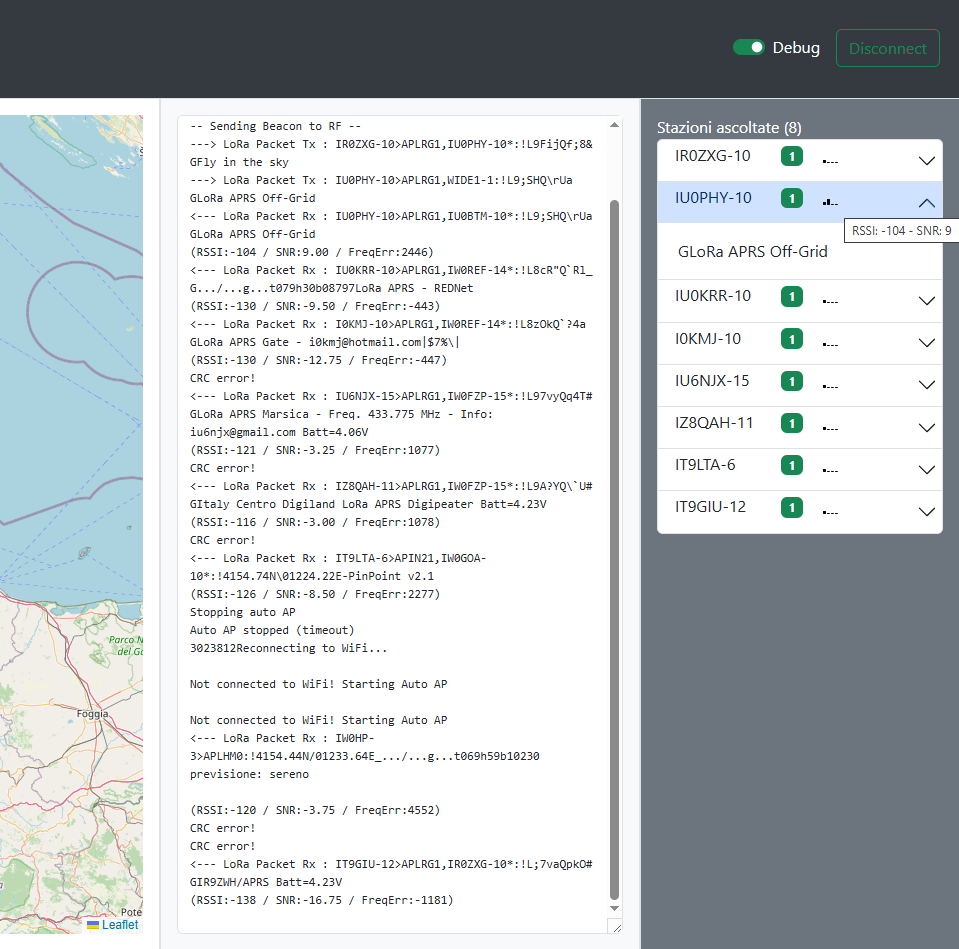 Debug
Disconnect
-- Sending Beacon to RF --
---> LoRa Packet Tx : IR0ZXG-10>APLRG1,IU0PHY-10*:!L9FijQf;8&
GFly in the sky
---> LoRa Packet Tx : IU0PHY-10>APLRG1,WIDE1-1:!L9;SHQ\rUa
GLoRa APRS Off-Grid
<--- LoRa Packet Rx : IU0PHY-10>APLRG1,IU0BTM-10*:!L9;SHQ\rUa
GLoRa APRS Off-Grid
(RSSI:-104 / SNR:9.00 / FreqErr:2446)
<--- LoRa Packet Rx : IU0KRR-10>APLRG1,IW0REF-14*:!L8cR"Q`Rl_
G.../...g...t079h30b08797LoRa APRS - REDNet
(RSSI:-130 / SNR:-9.50 / FreqErr:-443)
<--- LoRa Packet Rx : I0KMJ-10>APLRG1,IW0REF-14*:!L8zOkQ`?4a
GLoRa APRS Gate - i0kmj@hotmail.com|$7%\|
(RSSI:-130 / SNR:-12.75 / FreqErr:-447)
CRC error!
<--- LoRa Packet Rx : IU6NJX-15>APLRG1,IW0FZP-15*:!L97vyQq4T#
GLoRa APRS Marsica - Freq. 433.775 MHz - Info:
iu6njx@gmail.com Batt=4.06V
(RSSI:-121 / SNR:-3.25 / FreqErr:1077)
CRC error!
<--- LoRa Packet Rx : IZ8QAH-11>APLRG1,IW0FZP-15*:!L9A?YQ\`U#
GItaly Centro Digiland LoRa APRS Digipeater Batt=4.23V
(RSSI:-116 / SNR:-3.00 / FreqErr:1078)
CRC error!
<--- LoRa Packet Rx : IT9LTA-6>APIN21,IW0GOA-
10*:!4154.74N\01224.22E-PinPoint v2.1
(RSSI:-126 / SNR:-8.50 / FreqErr:2277)
Stopping auto AP
Auto AP stopped (timeout)
3023812Reconnecting to WiFi...
Not connected to WiFi! Starting Auto AP
Not connected to WiFi! Starting Auto AP
<--- LoRa Packet Rx : IW0HP-
3>APLHM0:!4154.44N/01233.64E_.../...g...t069h59b10230
previsione: sereno
(RSSI:-120 / SNR:-3.75 / FreqErr:4552)
CRC error!
CRC error!
<--- LoRa Packet Rx : IT9GIU-12>APLRG1,IR0ZXG-10*:!L;7vaQpkO#
GIR9ZWH/APRS Batt=4.23V
(RSSI:-138 / SNR:-16.75 / FreqErr:-1181)
Stazioni ascoltate (8)
IR0ZXG-10 1
IU0PHY-10 1
RSSI: -104 - SNR: 9
GLoRa APRS Off-Grid
IU0KRR-10 1
I0KMJ-10 1
IU6NJX-15 1
IZ8QAH-11 1
IT9LTA-6 1
IT9GIU-12 1
Parco
del
Foggia
Leaflet